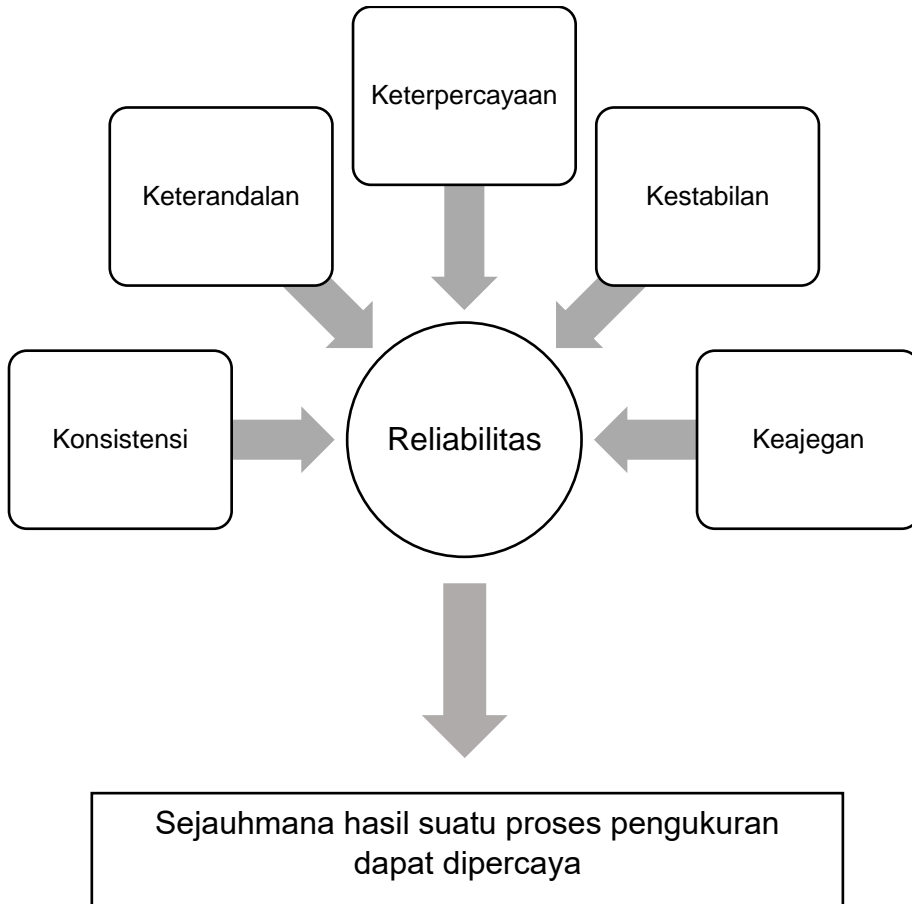 Keterpercayaan
Keterandalan
Kestabilan
Konsistensi
Reliabilitas
Keajegan
Sejauhmana hasil suatu proses pengukuran
dapat dipercaya